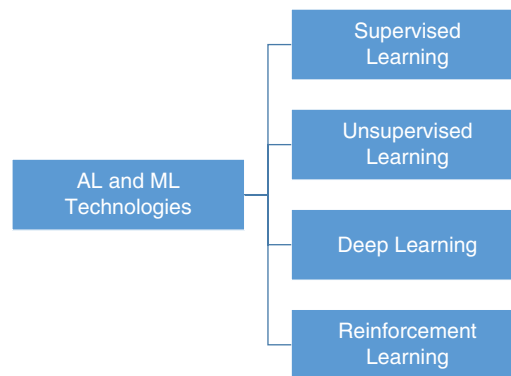 Supervised
Learning
Unsupervised
Learning
AL and ML
Technologies
Deep Learning
Reinforcement
Learning